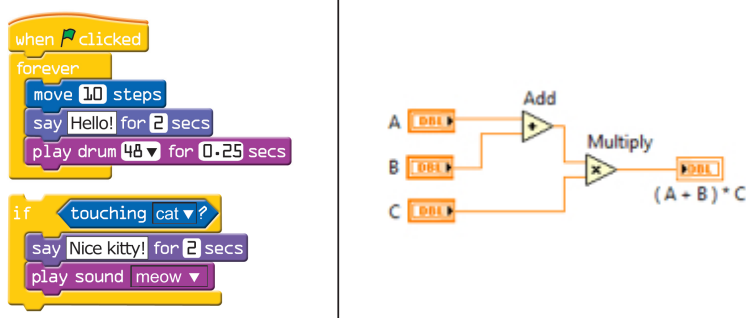 when clicked
forever
move 10 steps
say Hello! for 2 secs
play drum 48 for 0.25 secs
if touching cat ?
say Nice kitty! for 2 secs
play sound meow
Add
A DBL
+
Multiply
B DBL
x
DBL
(A + B) * C
C DBL